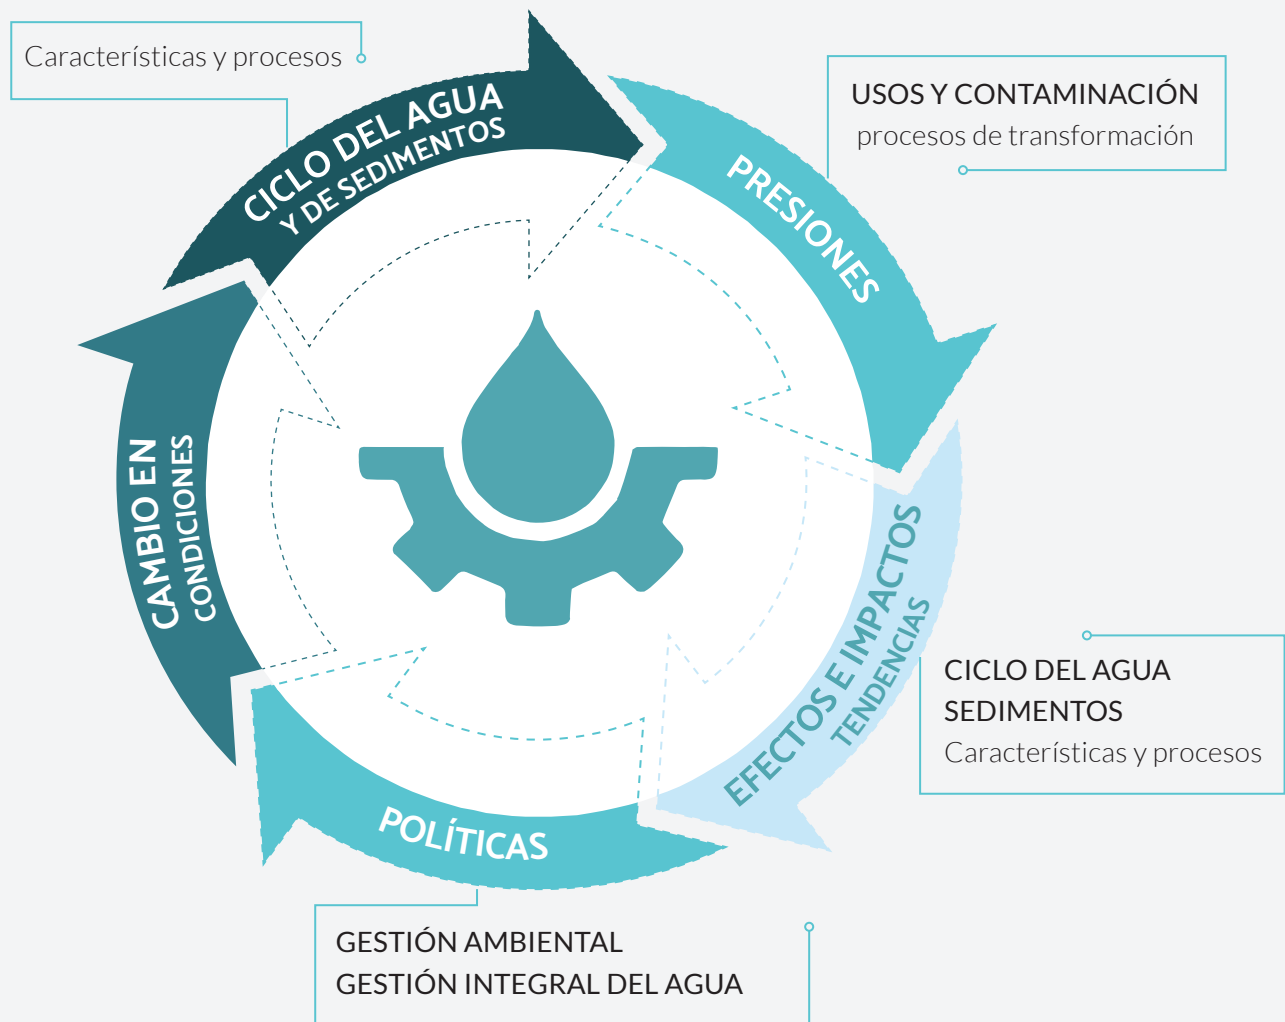 Características y procesos
CICLO DEL AGUA
Y DE SEDIMENTOS
USOS Y CONTAMINACIÓN
procesos de transformación
PRESIONES
EFECTOS E IMPACTOS
TENDENCIAS
CICLO DEL AGUA
SEDIMENTOS
Características y procesos
POLÍTICAS
GESTIÓN AMBIENTAL
GESTIÓN INTEGRAL DEL AGUA
CAMBIO EN
CONDICIONES